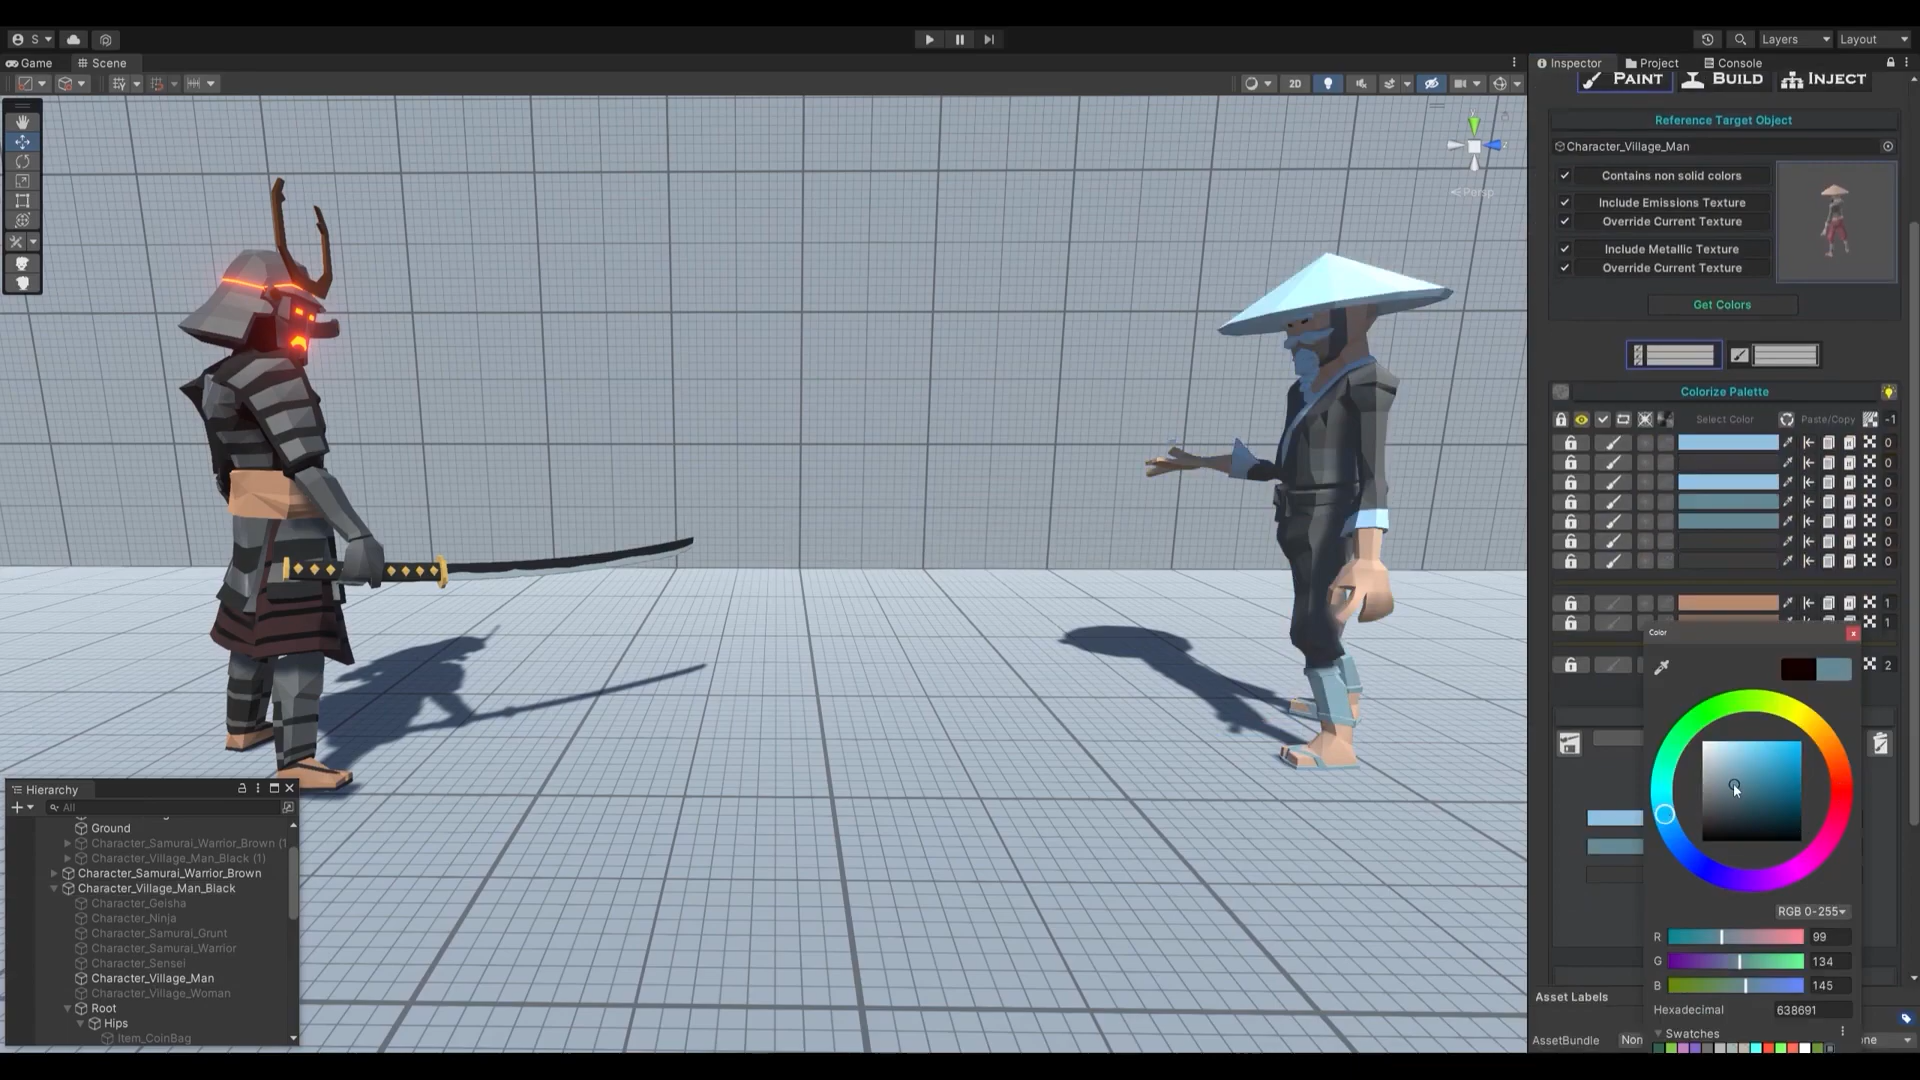 S
Layers
Layout
Game
Scene
Inspector
Project
Console
2D
Persp
PAINT
BUILD
INJECT
Reference Target Object
Character_Village_Man
Contains non solid colors
Include Emissions Texture
Override Current Texture
Include Metallic Texture
Override Current Texture
Get Colors
Colorize Palette
Select Color
Paste/Copy
-1
0
0
0
0
0
0
0
1
1
2
Color
RGB 0-255
R
99
G
134
B
145
Hexadecimal
638691
Swatches
Asset Labels
AssetBundle
Non
ne
Hierarchy
All
Ground
Character_Samurai_Warrior_Brown (1
Character_Village_Man_Black (1)
Character_Samurai_Warrior_Brown
Character_Village_Man_Black
Character_Geisha
Character_Ninja
Character_Samurai_Grunt
Character_Samurai_Warrior
Character_Sensei
Character_Village_Man
Character_Village_Woman
Root
Hips
Item_CoinBag